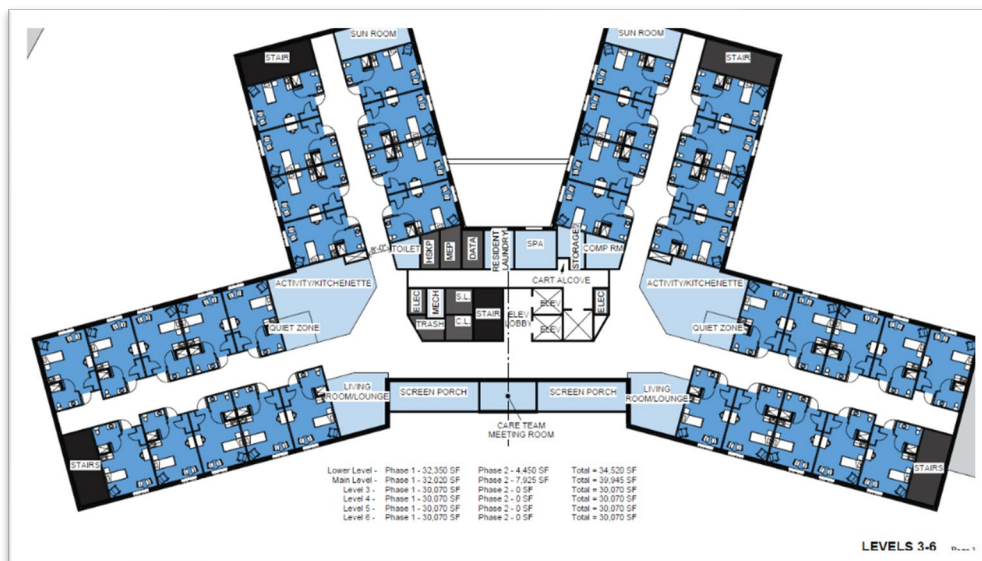 SUN ROOM
SUN ROOM
STAIR
STAIR
TOILET
HSKP
MEP
DATA
RESIDENT LAUNDRY
SPA
STORAGE
COMP RM
CART ALCOVE
ACTIVITY/KITCHENETTE
ACTIVITY/KITCHENETTE
ELEC
MECH
S.L.
STAIR
ELEV LOBBY
ELEV
ELEC
TRASH
C.L.
ELEV
QUIET ZONE
QUIET ZONE
LIVING
ROOM/LOUNGE
SCREEN PORCH
SCREEN PORCH
LIVING
ROOM/LOUNGE
CARE TEAM
MEETING ROOM
STAIRS
STAIRS
Lower Level - Phase 1 - 32,350 SF Phase 2 - 4,450 SF Total = 34,520 SF
Main Level - Phase 1 - 32,020 SF Phase 2 - 7,925 SF Total = 39,945 SF
Level 3 - Phase 1 - 30,070 SF Phase 2 - 0 SF Total = 30,070 SF
Level 4 - Phase 1 - 30,070 SF Phase 2 - 0 SF Total = 30,070 SF
Level 5 - Phase 1 - 30,070 SF Phase 2 - 0 SF Total = 30,070 SF
Level 6 - Phase 1 - 30,070 SF Phase 2 - 0 SF Total = 30,070 SF
LEVELS 3-6